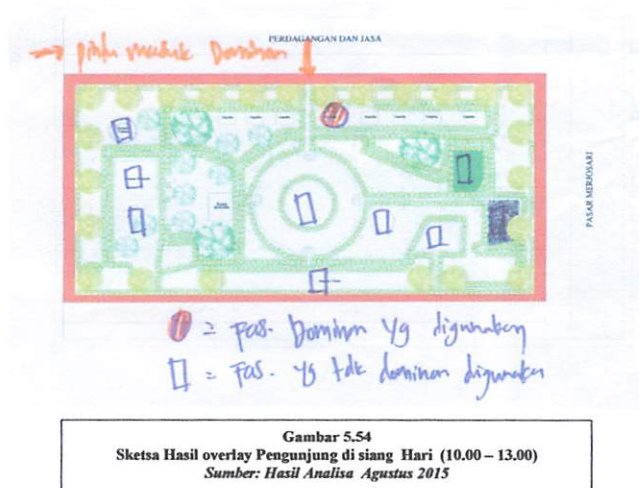 PERDAGANGAN DAN JASA
→ pintu masuk Dominan
PASAR MERJOSARI
= Fas. Dominan yg digunakan
= Fas. yg tdk dominan digunakan
Gambar 5.54
Sketsa Hasil overlay Pengunjung di siang Hari (10.00 – 13.00)
Sumber: Hasil Analisa Agustus 2015